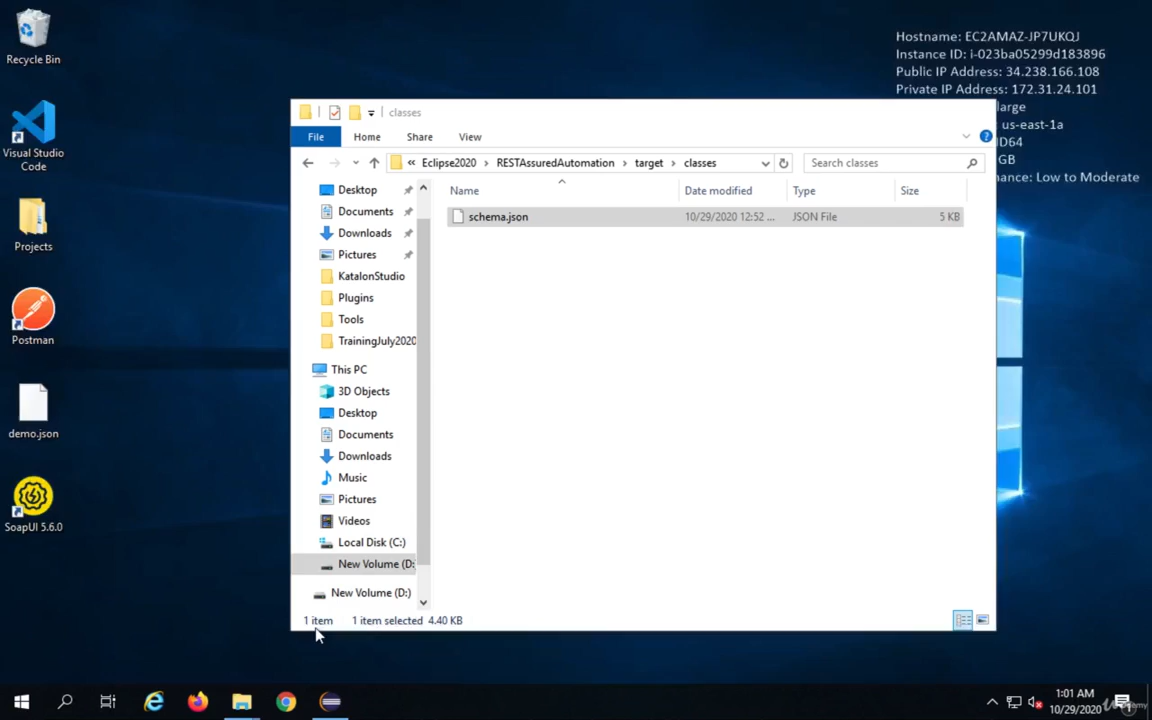 Recycle Bin
Visual Studio
Code
Projects
Postman
demo.json
SoapUI 5.6.0
Hostname: EC2AMAZ-JP7UKQJ
Instance ID: i-023ba05299d183896
Public IP Address: 34.238.166.108
Private IP Address: 172.31.24.101
large
: us-east-1a
D64
GB
nance: Low to Moderate
classes
File Home Share View
« Eclipse2020 RESTAssuredAutomation target classes
Search classes
Name Date modified Type Size
schema.json 10/29/2020 12:52 ... JSON File 5 KB
Desktop
Documents
Downloads
Pictures
KatalonStudio
Plugins
Tools
TrainingJuly2020
This PC
3D Objects
Desktop
Documents
Downloads
Music
Pictures
Videos
Local Disk (C:)
New Volume (D:
New Volume (D:)
1 item 1 item selected 4.40 KB
1:01 AM
10/29/2020